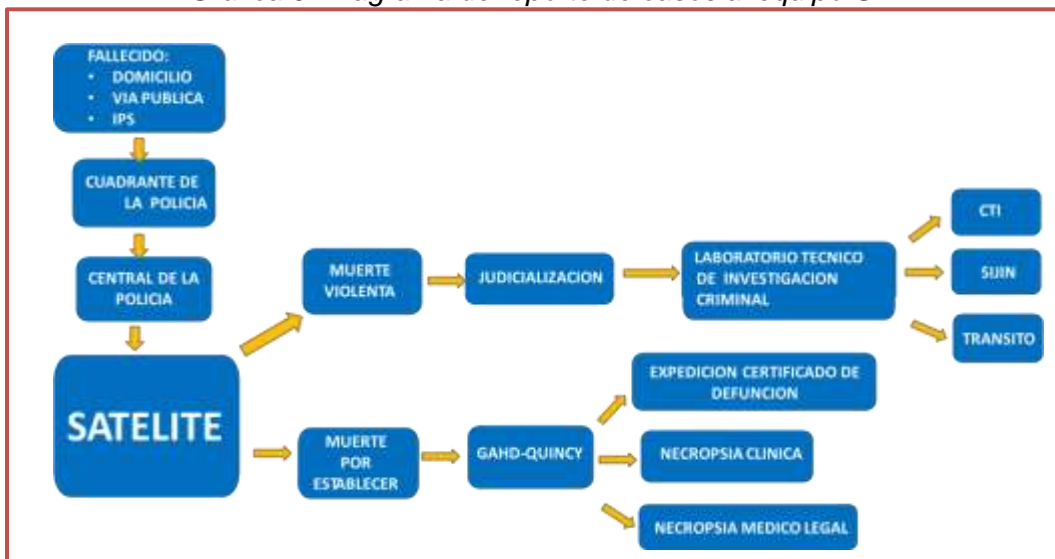 FALLECIDO:
• DOMICILIO
• VIA PUBLICA
• IPS
CUADRANTE DE
LA POLICIA
CENTRAL DE LA
POLICIA
SATELITE
MUERTE
VIOLENTA
JUDICIALIZACION
LABORATORIO TECNICO
DE INVESTIGACION
CRIMINAL
CTI
SIJIN
TRANSITO
MUERTE
POR
ESTABLECER
GAHD-QUINCY
EXPEDICION CERTIFICADO DE
DEFUNCION
NECROPSIA CLINICA
NECROPSIA MEDICO LEGAL